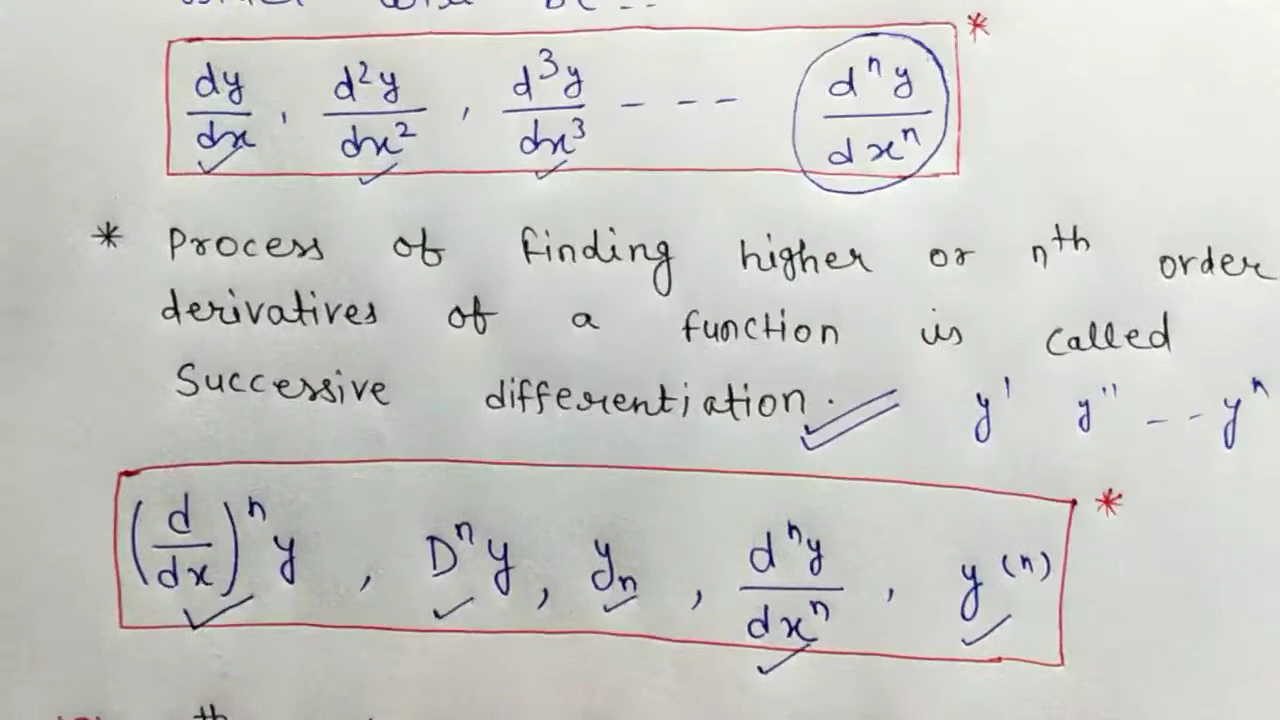 dy/dx, d²y/dx², d³y/dx³ - - - dⁿy/dxⁿ *
* Process of finding higher or nᵗʰ order
derivatives of a function is called
Successive differentiation.
y' y'' - - yⁿ
(d/dx)ⁿ y, Dⁿy, yₙ, dⁿy/dxⁿ, y⁽ⁿ⁾ *
th